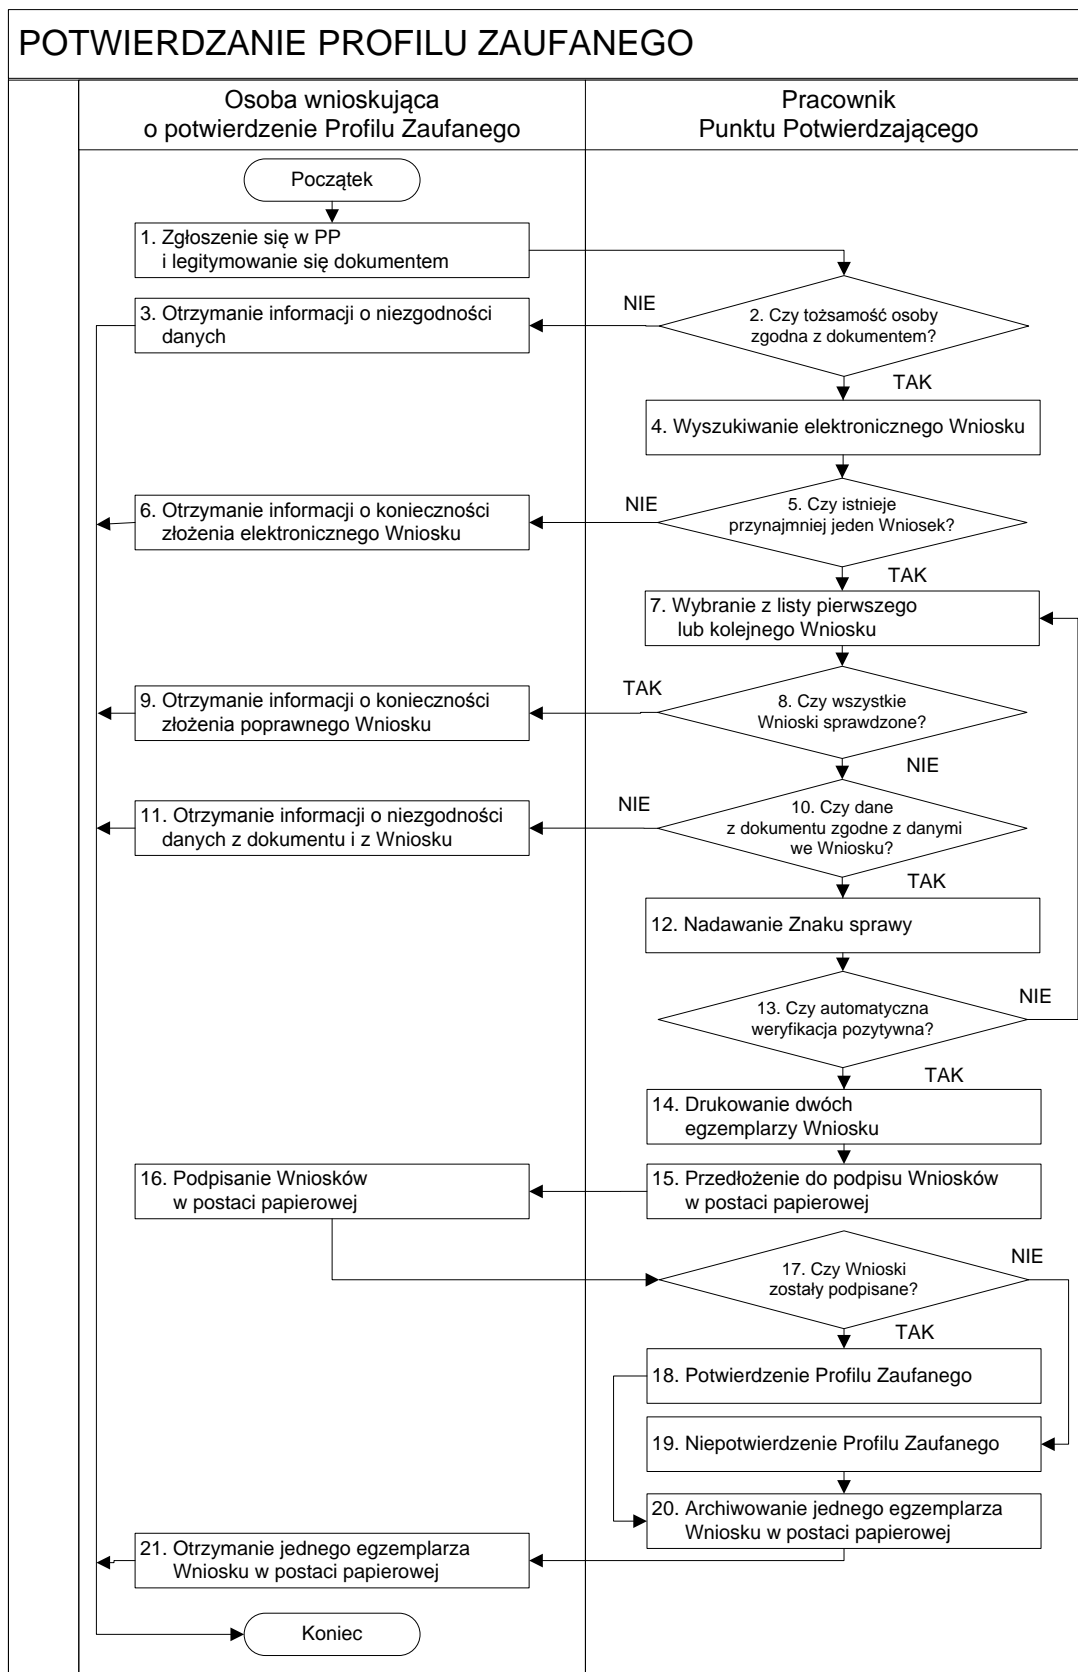 POTWIERDZANIE PROFILU ZAUFANEGO
Osoba wnioskująca
o potwierdzenie Profilu Zaufanego
Pracownik
Punktu Potwierdzającego
Początek
1. Zgłoszenie się w PP
i legitymowanie się dokumentem
2. Czy tożsamość osoby
zgodna z dokumentem?
NIE
3. Otrzymanie informacji o niezgodności
danych
TAK
4. Wyszukiwanie elektronicznego Wniosku
5. Czy istnieje
przynajmniej jeden Wniosek?
NIE
6. Otrzymanie informacji o konieczności
złożenia elektronicznego Wniosku
TAK
7. Wybranie z listy pierwszego
lub kolejnego Wniosku
8. Czy wszystkie
Wnioski sprawdzone?
TAK
9. Otrzymanie informacji o konieczności
złożenia poprawnego Wniosku
NIE
10. Czy dane
z dokumentu zgodne z danymi
we Wniosku?
NIE
11. Otrzymanie informacji o niezgodności
danych z dokumentu i z Wniosku
TAK
12. Nadawanie Znaku sprawy
13. Czy automatyczna
weryfikacja pozytywna?
NIE
TAK
14. Drukowanie dwóch
egzemplarzy Wniosku
15. Przedłożenie do podpisu Wniosków
w postaci papierowej
16. Podpisanie Wniosków
w postaci papierowej
17. Czy Wnioski
zostały podpisane?
NIE
TAK
18. Potwierdzenie Profilu Zaufanego
19. Niepotwierdzenie Profilu Zaufanego
20. Archiwowanie jednego egzemplarza
Wniosku w postaci papierowej
21. Otrzymanie jednego egzemplarza
Wniosku w postaci papierowej
Koniec